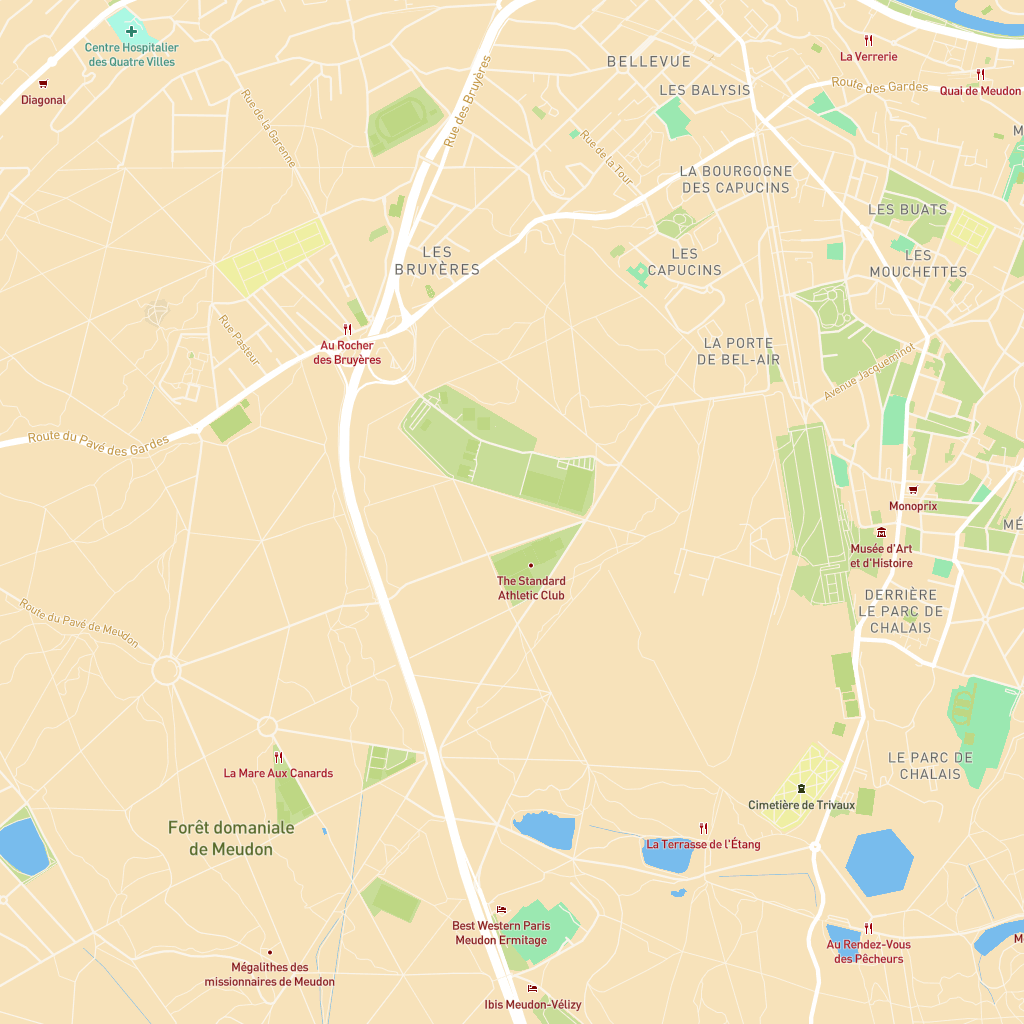 Centre Hospitalier
des Quatre Villes
Diagonal
Rue de la Garenne
Rue des Bruyères
BELLEVUE
La Verrerie
Quai de Meudon
Route des Gardes
LES BALYSIS
Rue de la Tour
LA BOURGOGNE
DES CAPUCINS
LES BUATS
LES
MOUCHETTES
LES
BRUYÈRES
LES
CAPUCINS
Rue Pasteur
Au Rocher
des Bruyères
LA PORTE
DE BEL-AIR
Avenue Jacqueminot
Route du Pavé des Gardes
Monoprix
MÉ
Musée d'Art
et d'Histoire
The Standard
Athletic Club
DERRIÈRE
LE PARC DE
CHALAIS
Route du Pavé de Meudon
La Mare Aux Canards
LE PARC DE
CHALAIS
Cimetière de Trivaux
Forêt domaniale
de Meudon
La Terrasse de l'Étang
Best Western Paris
Meudon Ermitage
Au Rendez-Vous
des Pêcheurs
M
Mégalithes des
missionnaires de Meudon
Ibis Meudon-Vélizy